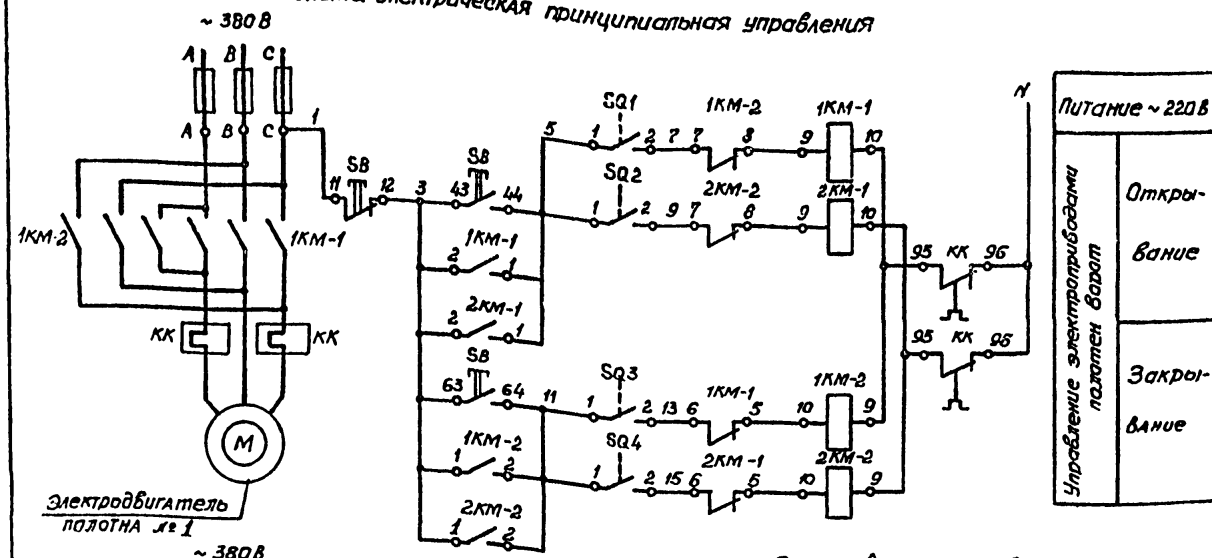 электрическая принципиальная управления
~ 380 В
A B C
A B C 1
1КМ-2
1КМ-1
КК
КК
М
Электродвигатель
полотна №1
~ 380 В
SB
11 12 3
SB
43 44
1КМ-1
2 1
2КМ-1
2 1
SB
63 64 11
1КМ-2
1 2
2КМ-2
1 2
5
SQ1 1КМ-2 1КМ-1
1 2 7 7 8 9 10
SQ2 2КМ-2 2КМ-1
1 2 9 7 8 9 10
SQ3 1КМ-1 1КМ-2
1 2 13 6 5 10 9
SQ4 2КМ-1 2КМ-2
1 2 15 6 5 10 9
95 КК 96
95 КК 96
N
Питание ~ 220 В
Управление электроприводами
полотен ворот
Откры-
вание
Закры-
вание